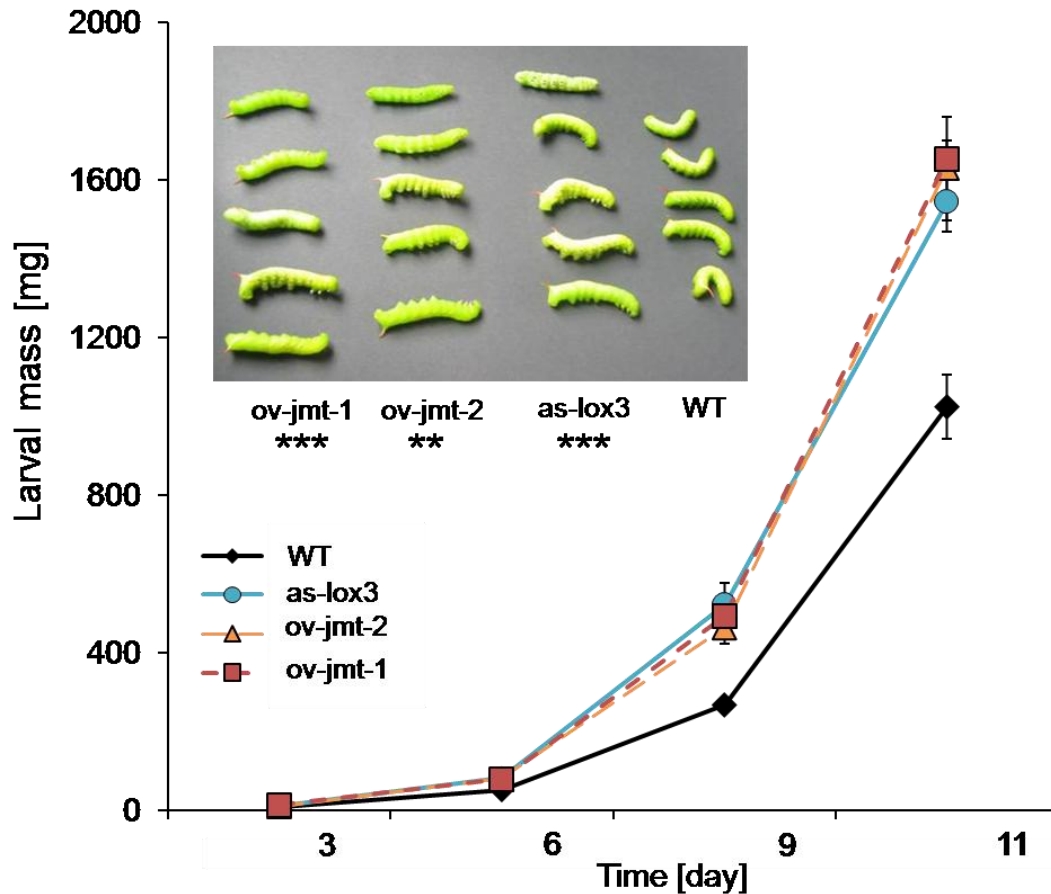 2000
1600
1200
800
400
0
Larval mass [mg]
ov-jmt-1 ov-jmt-2 as-lox3 WT
*** ** ***
WT
as-lox3
ov-jmt-2
ov-jmt-1
3 6 9 11
Time [day]